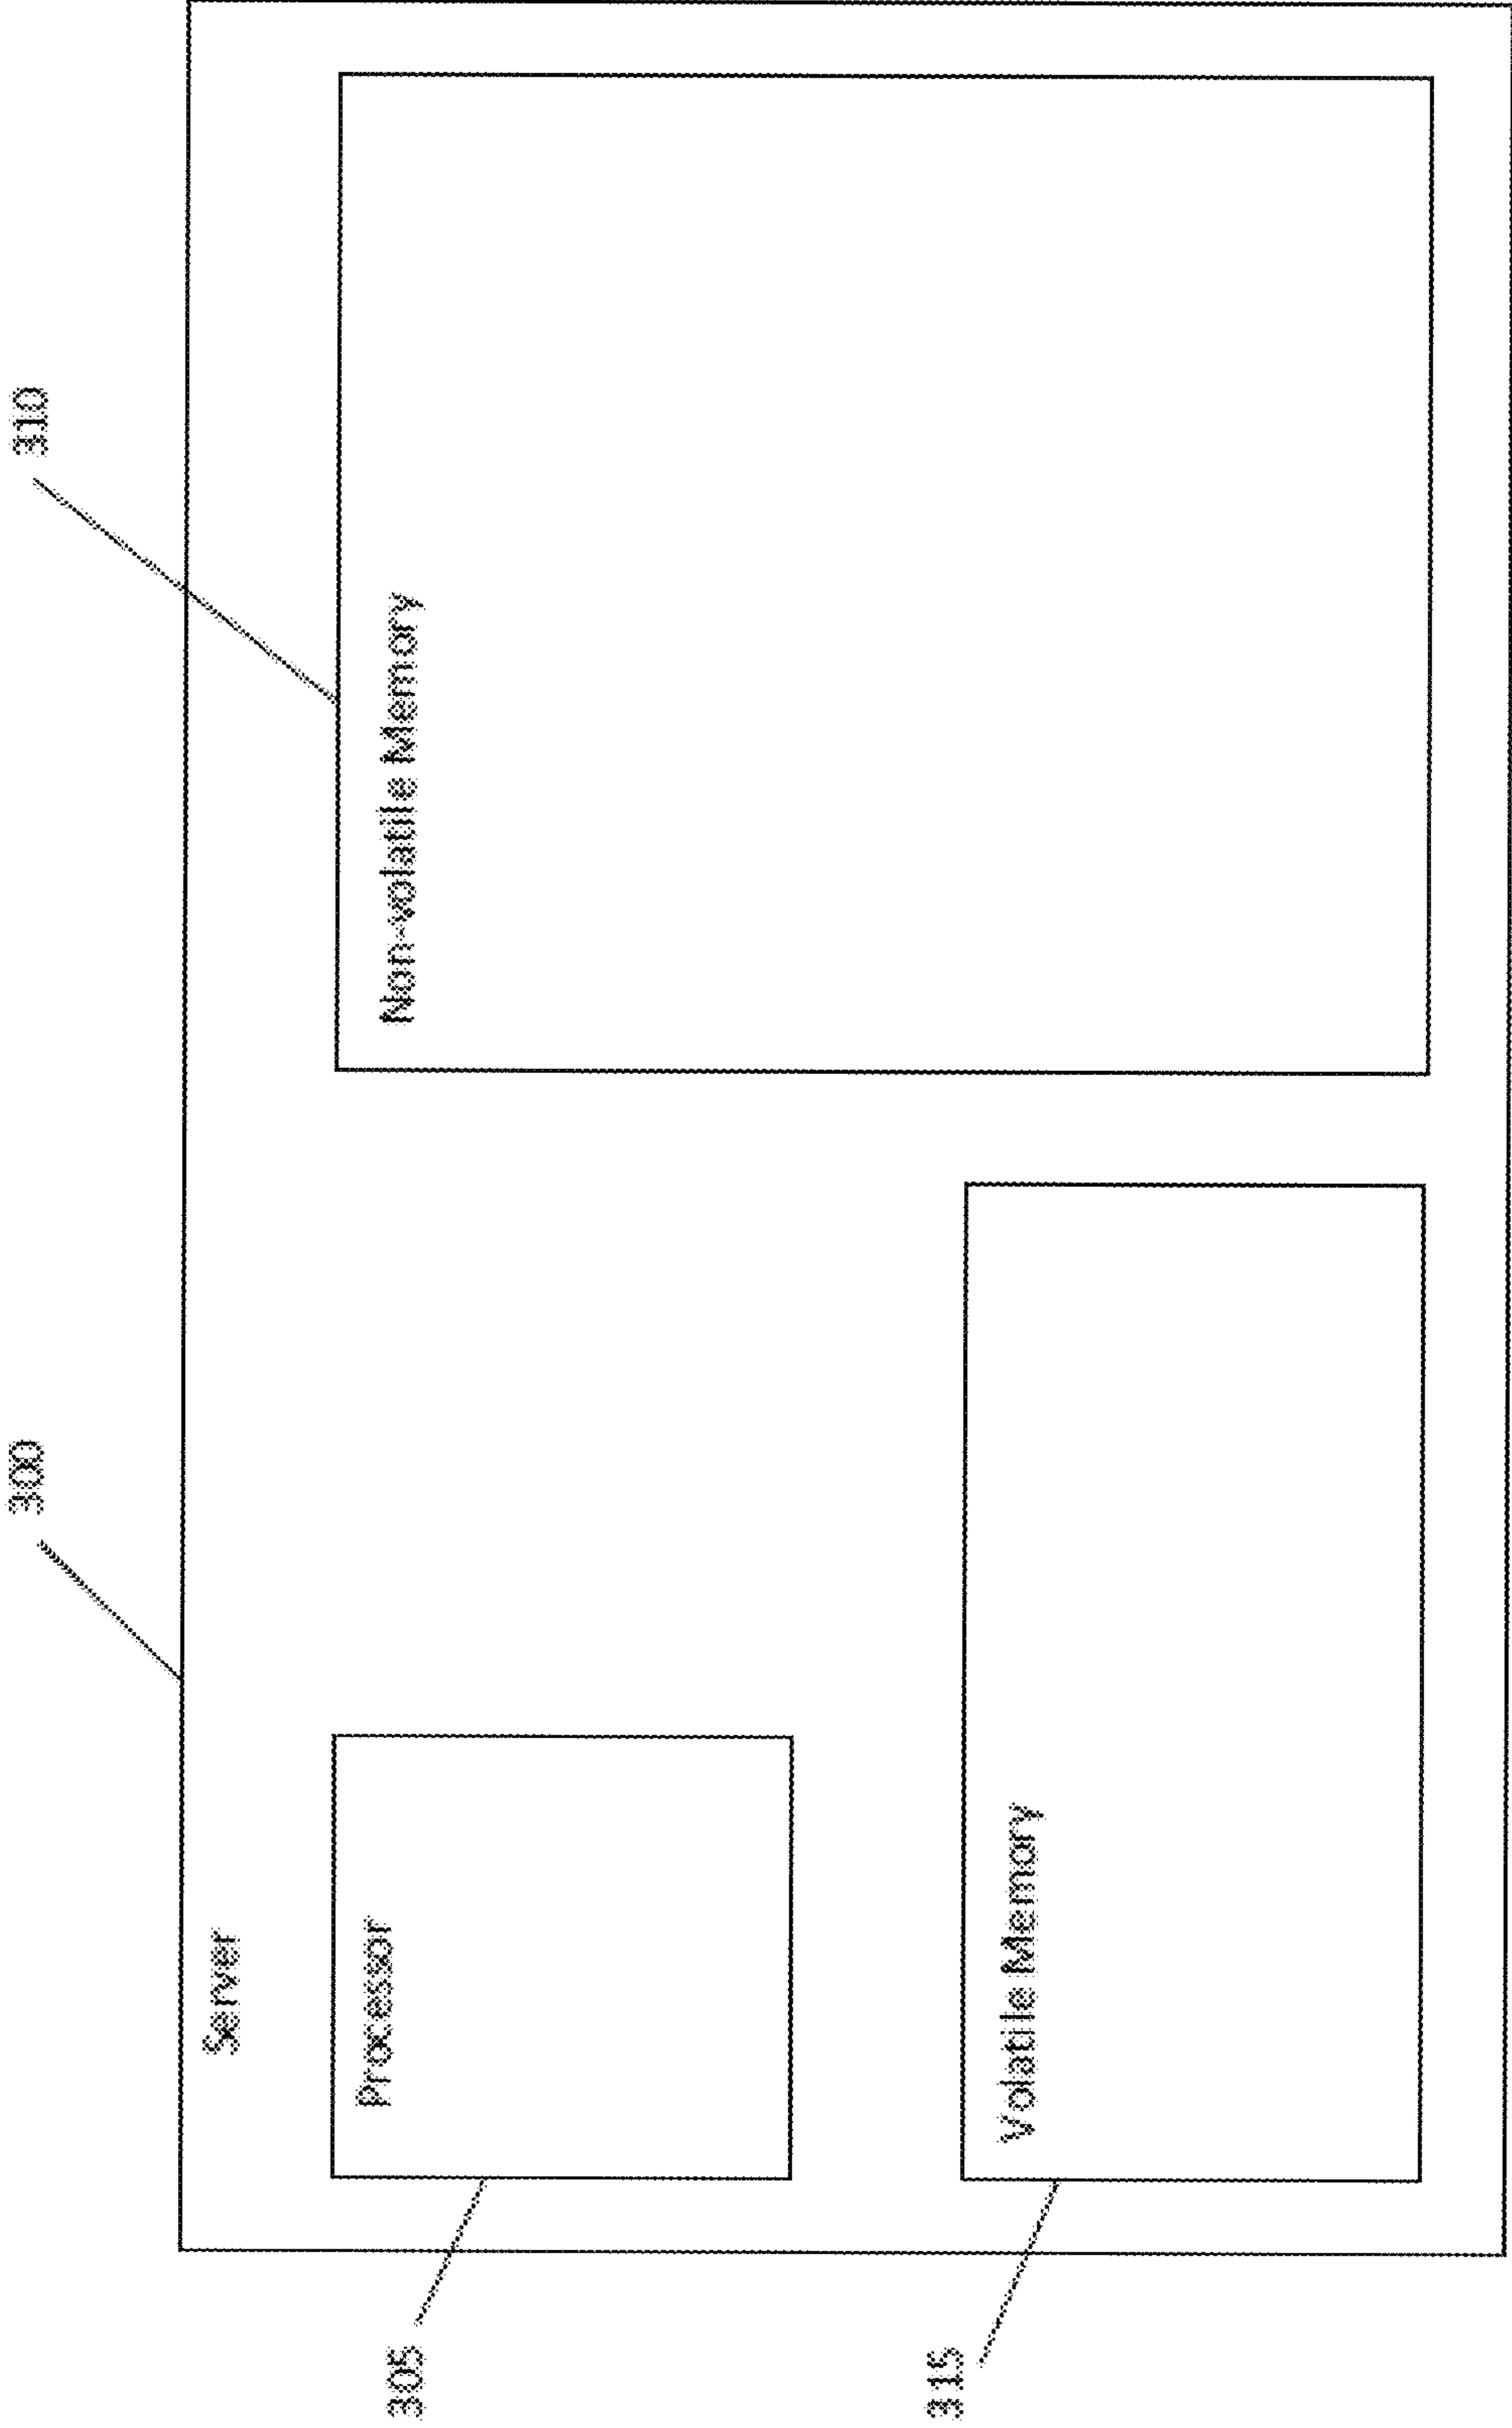 300
310
Server
Processor
Non-volatile Memory
305
Volatile Memory
315